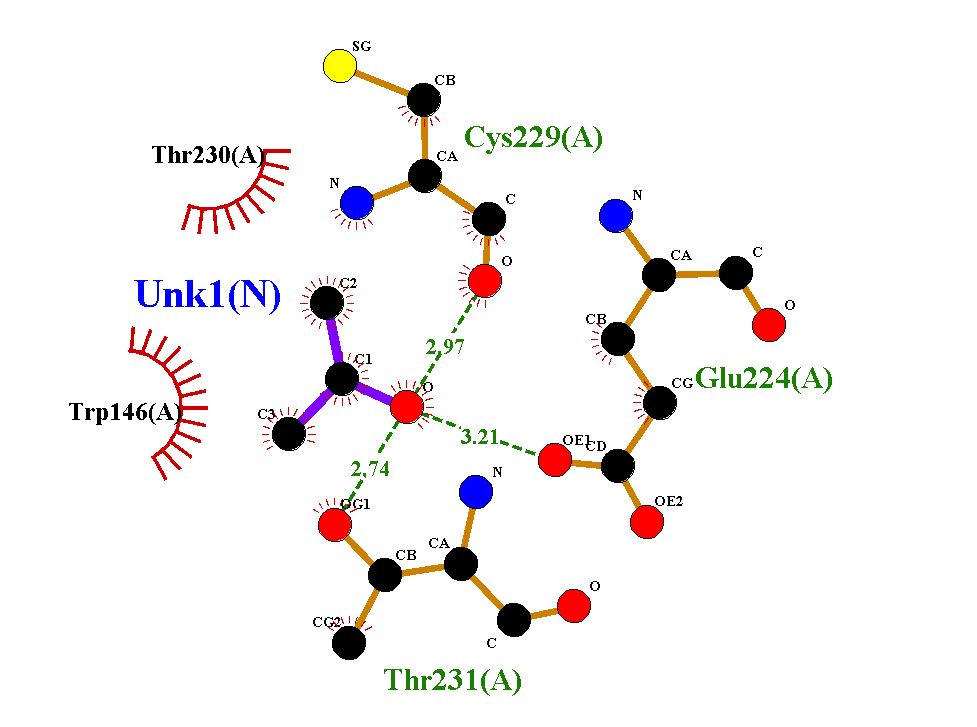 SG
CB
Cys229(A)
Thr230(A)
CA
N
C
N
O
CA
C
Unk1(N)
C2
O
CB
2.97
C1
Glu224(A)
CG
O
Trp146(A)
C3
3.21
OE1
CD
2.74
N
OG1
OE2
CA
CB
O
CG2
C
Thr231(A)